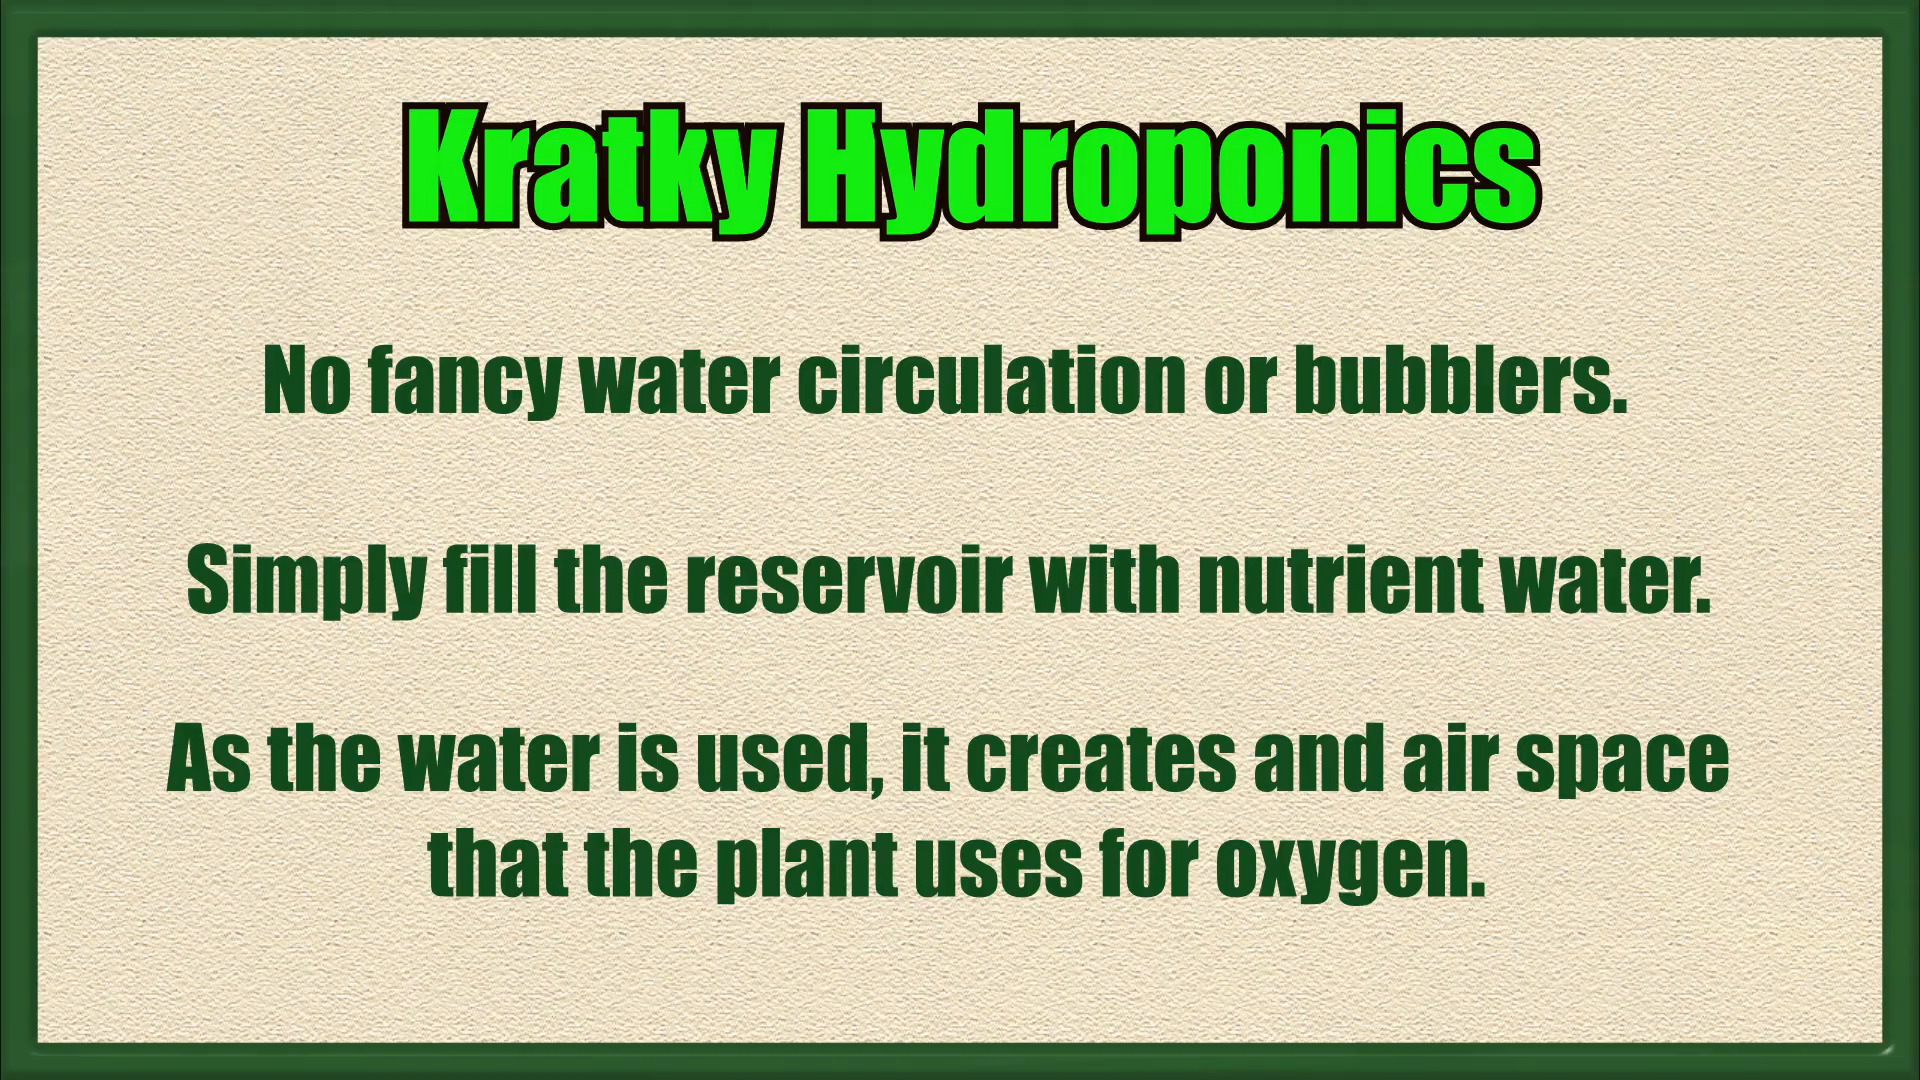 Kratky Hydroponics
No fancy water circulation or bubblers.
Simply fill the reservoir with nutrient water.
As the water is used, it creates and air space
that the plant uses for oxygen.